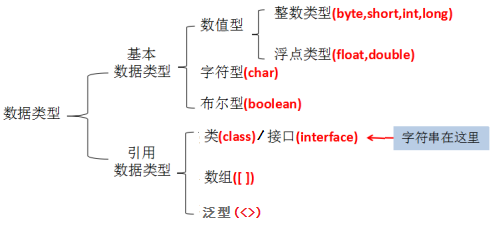 整数类型(byte,short,int,long)
数值型
基本
数据类型
浮点类型(float,double)
字符型(char)
布尔型(boolean)
数据类型
类(class)/接口(interface)
字符串在这里
引用
数据类型
数组([ ])
泛型(<>)